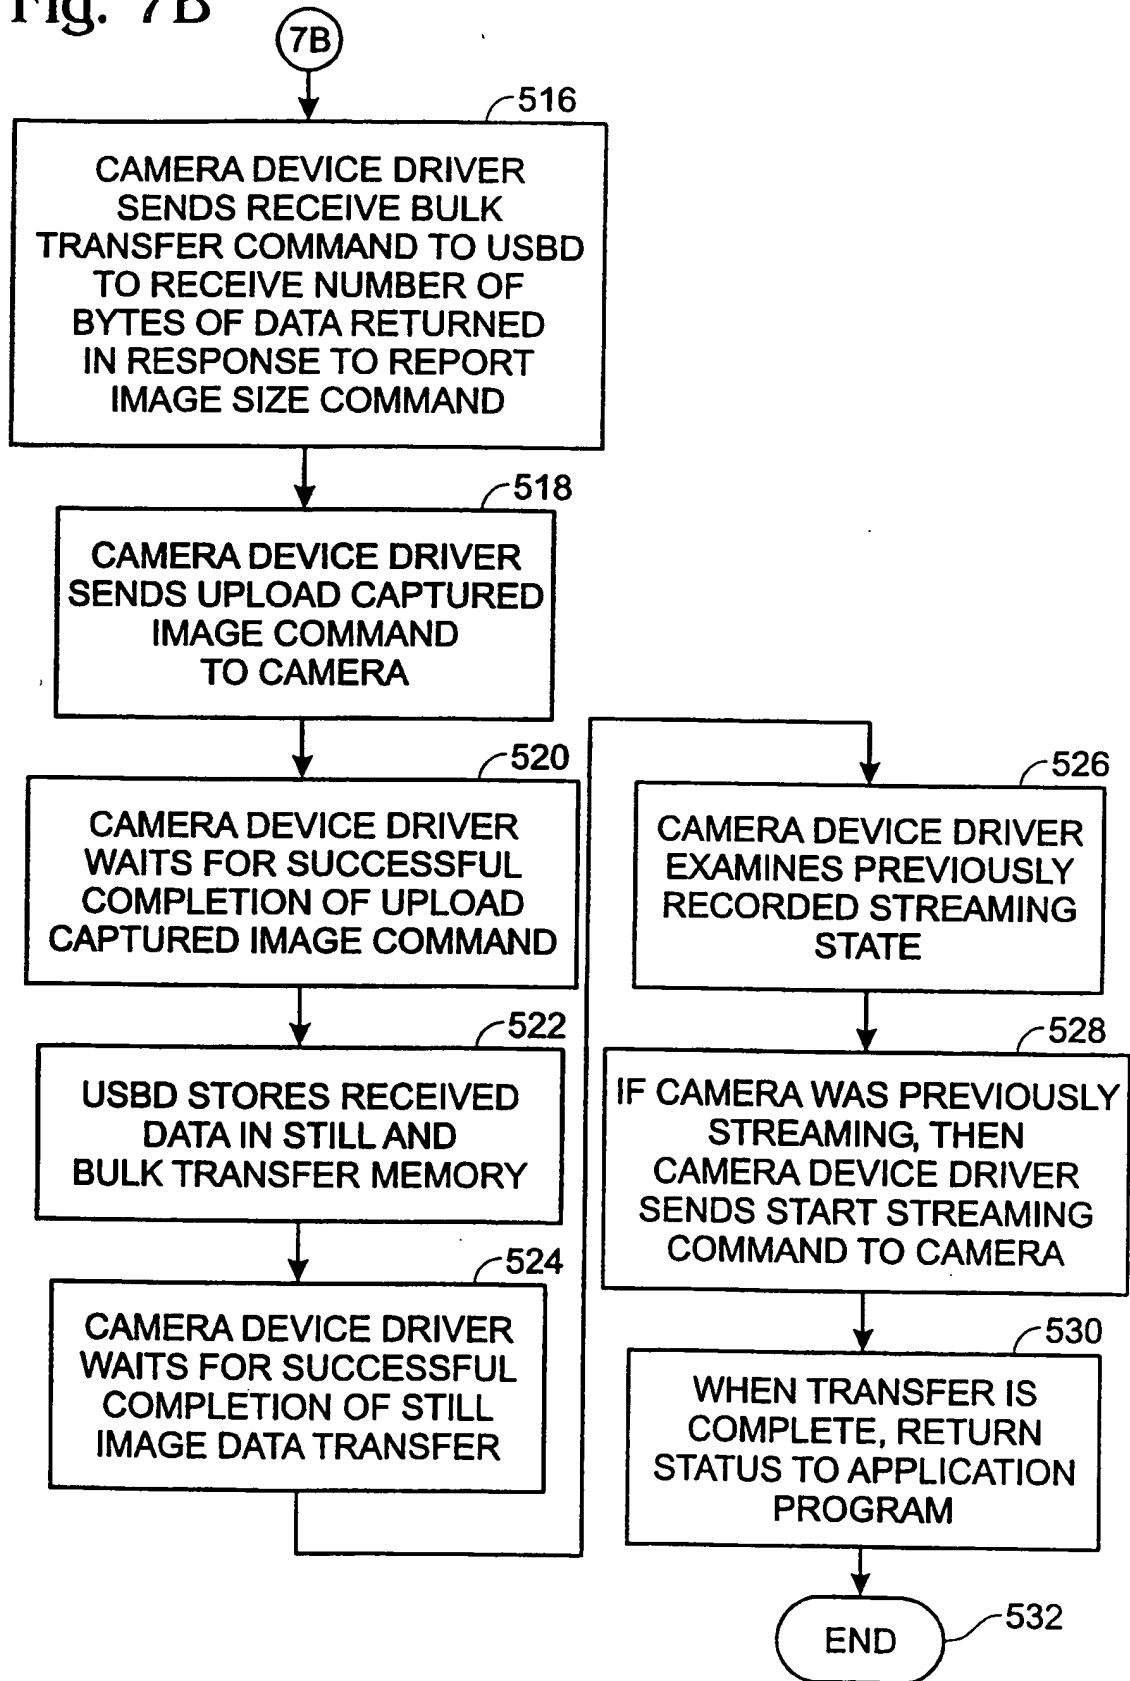 Fig. 7B
7B
516
CAMERA DEVICE DRIVER
SENDS RECEIVE BULK
TRANSFER COMMAND TO USBD
TO RECEIVE NUMBER OF
BYTES OF DATA RETURNED
IN RESPONSE TO REPORT
IMAGE SIZE COMMAND
518
CAMERA DEVICE DRIVER
SENDS UPLOAD CAPTURED
IMAGE COMMAND
TO CAMERA
520
CAMERA DEVICE DRIVER
WAITS FOR SUCCESSFUL
COMPLETION OF UPLOAD
CAPTURED IMAGE COMMAND
522
USBD STORES RECEIVED
DATA IN STILL AND
BULK TRANSFER MEMORY
524
CAMERA DEVICE DRIVER
WAITS FOR SUCCESSFUL
COMPLETION OF STILL
IMAGE DATA TRANSFER
526
CAMERA DEVICE DRIVER
EXAMINES PREVIOUSLY
RECORDED STREAMING
STATE
528
IF CAMERA WAS PREVIOUSLY
STREAMING, THEN
CAMERA DEVICE DRIVER
SENDS START STREAMING
COMMAND TO CAMERA
530
WHEN TRANSFER IS
COMPLETE, RETURN
STATUS TO APPLICATION
PROGRAM
END
532